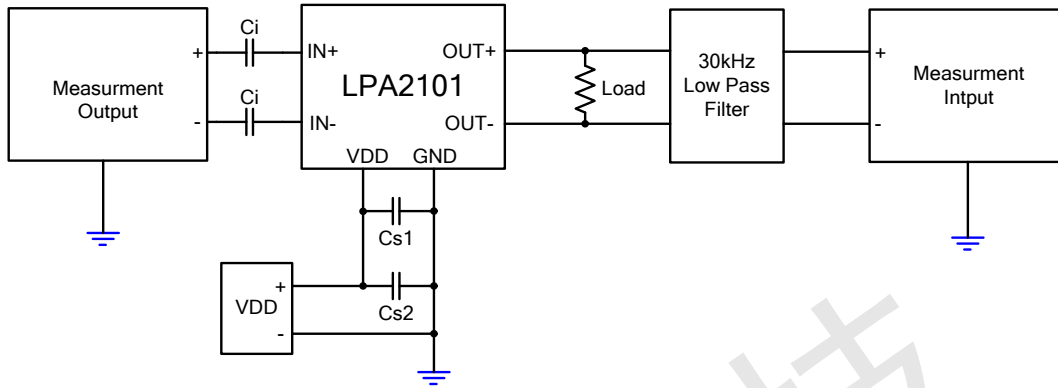 Measurment
Output
+
-
Ci
Ci
IN+
IN-
LPA2101
OUT+
OUT-
VDD
GND
Load
30kHz
Low Pass
Filter
+
-
Measurment
Intput
Cs1
Cs2
VDD
+
-
技